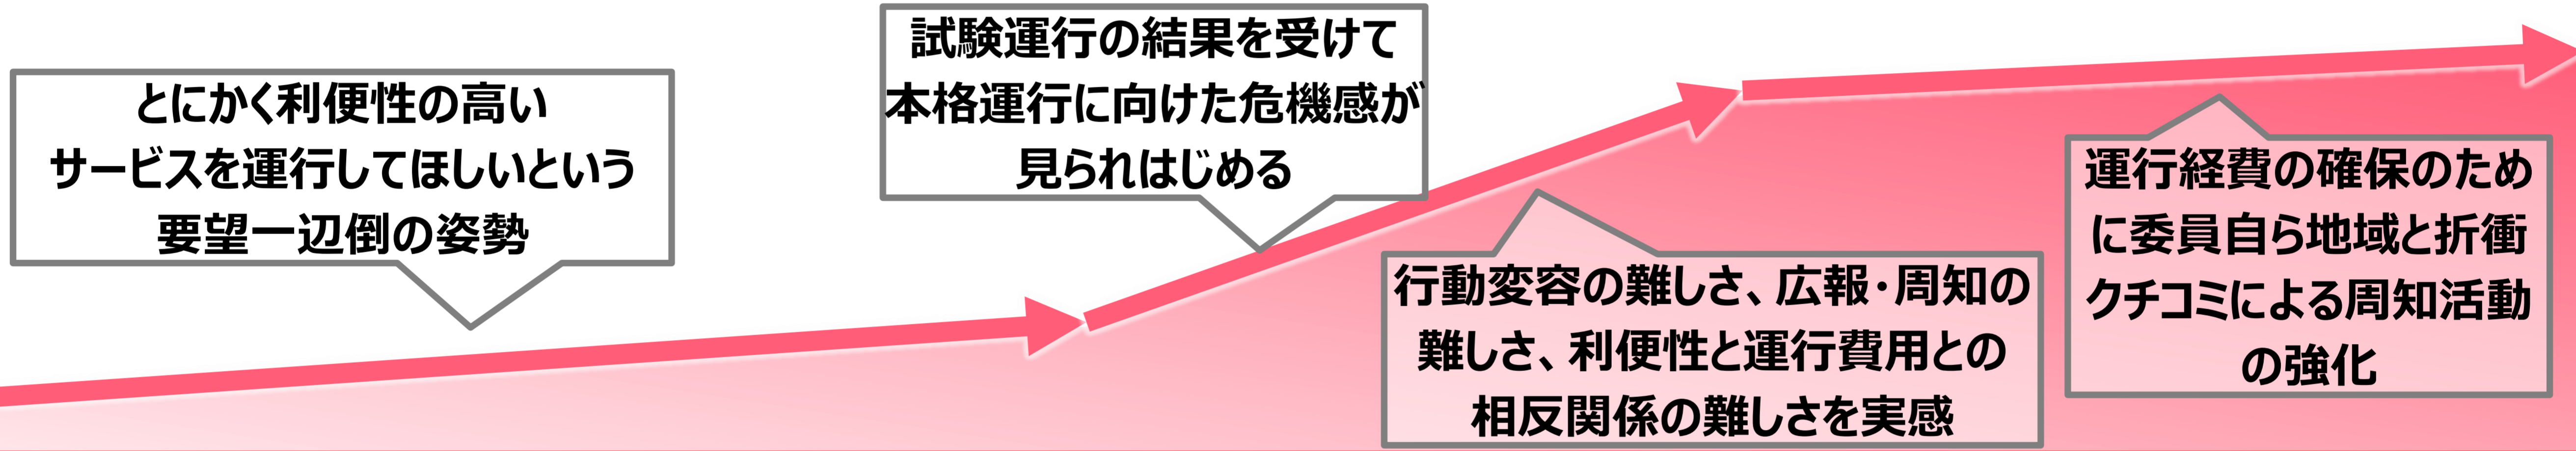 とにかく利便性の高い
サービスを運行してほしいという
要望一辺倒の姿勢
試験運行の結果を受けて
本格運行に向けた危機感が
見られはじめる
行動変容の難しさ、広報・周知の
難しさ、利便性と運行費用との
相反関係の難しさを実感
運行経費の確保のため
に委員自ら地域と折衝
クチコミによる周知活動
の強化